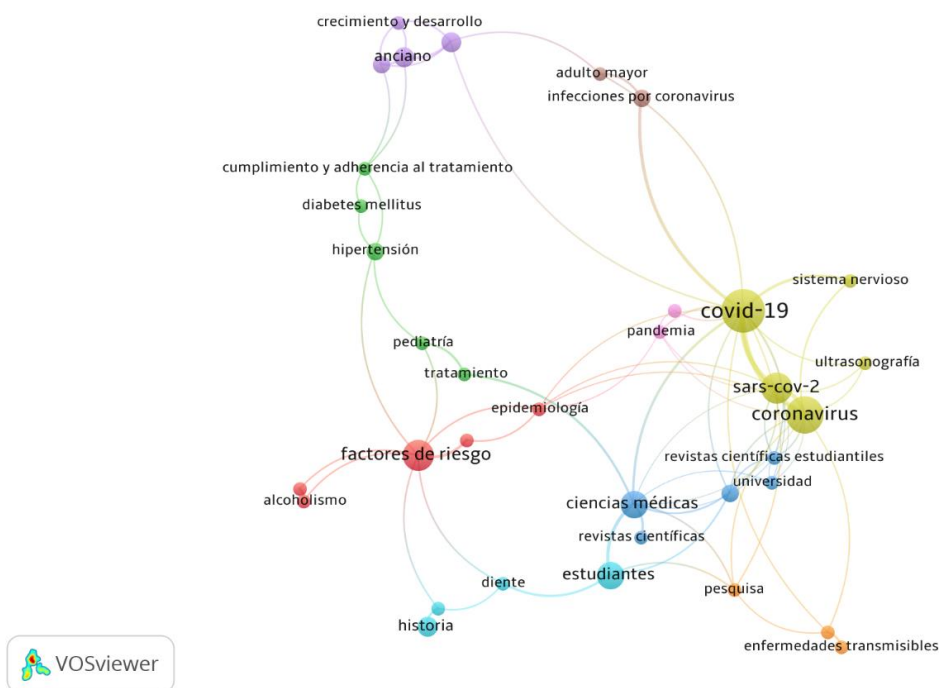 crecimiento y desarrollo
anciano
adulto mayor
infecciones por coronavirus
cumplimiento y adherencia al tratamiento
diabetes mellitus
hipertensión
sistema nervioso
covid-19
pandemia
pediatría
ultrasonografía
tratamiento
sars-cov-2
epidemiología
coronavirus
factores de riesgo
revistas científicas estudiantiles
universidad
alcoholismo
ciencias médicas
revistas científicas
estudiantes
diente
pesquisa
historia
enfermedades transmisibles
VOSviewer